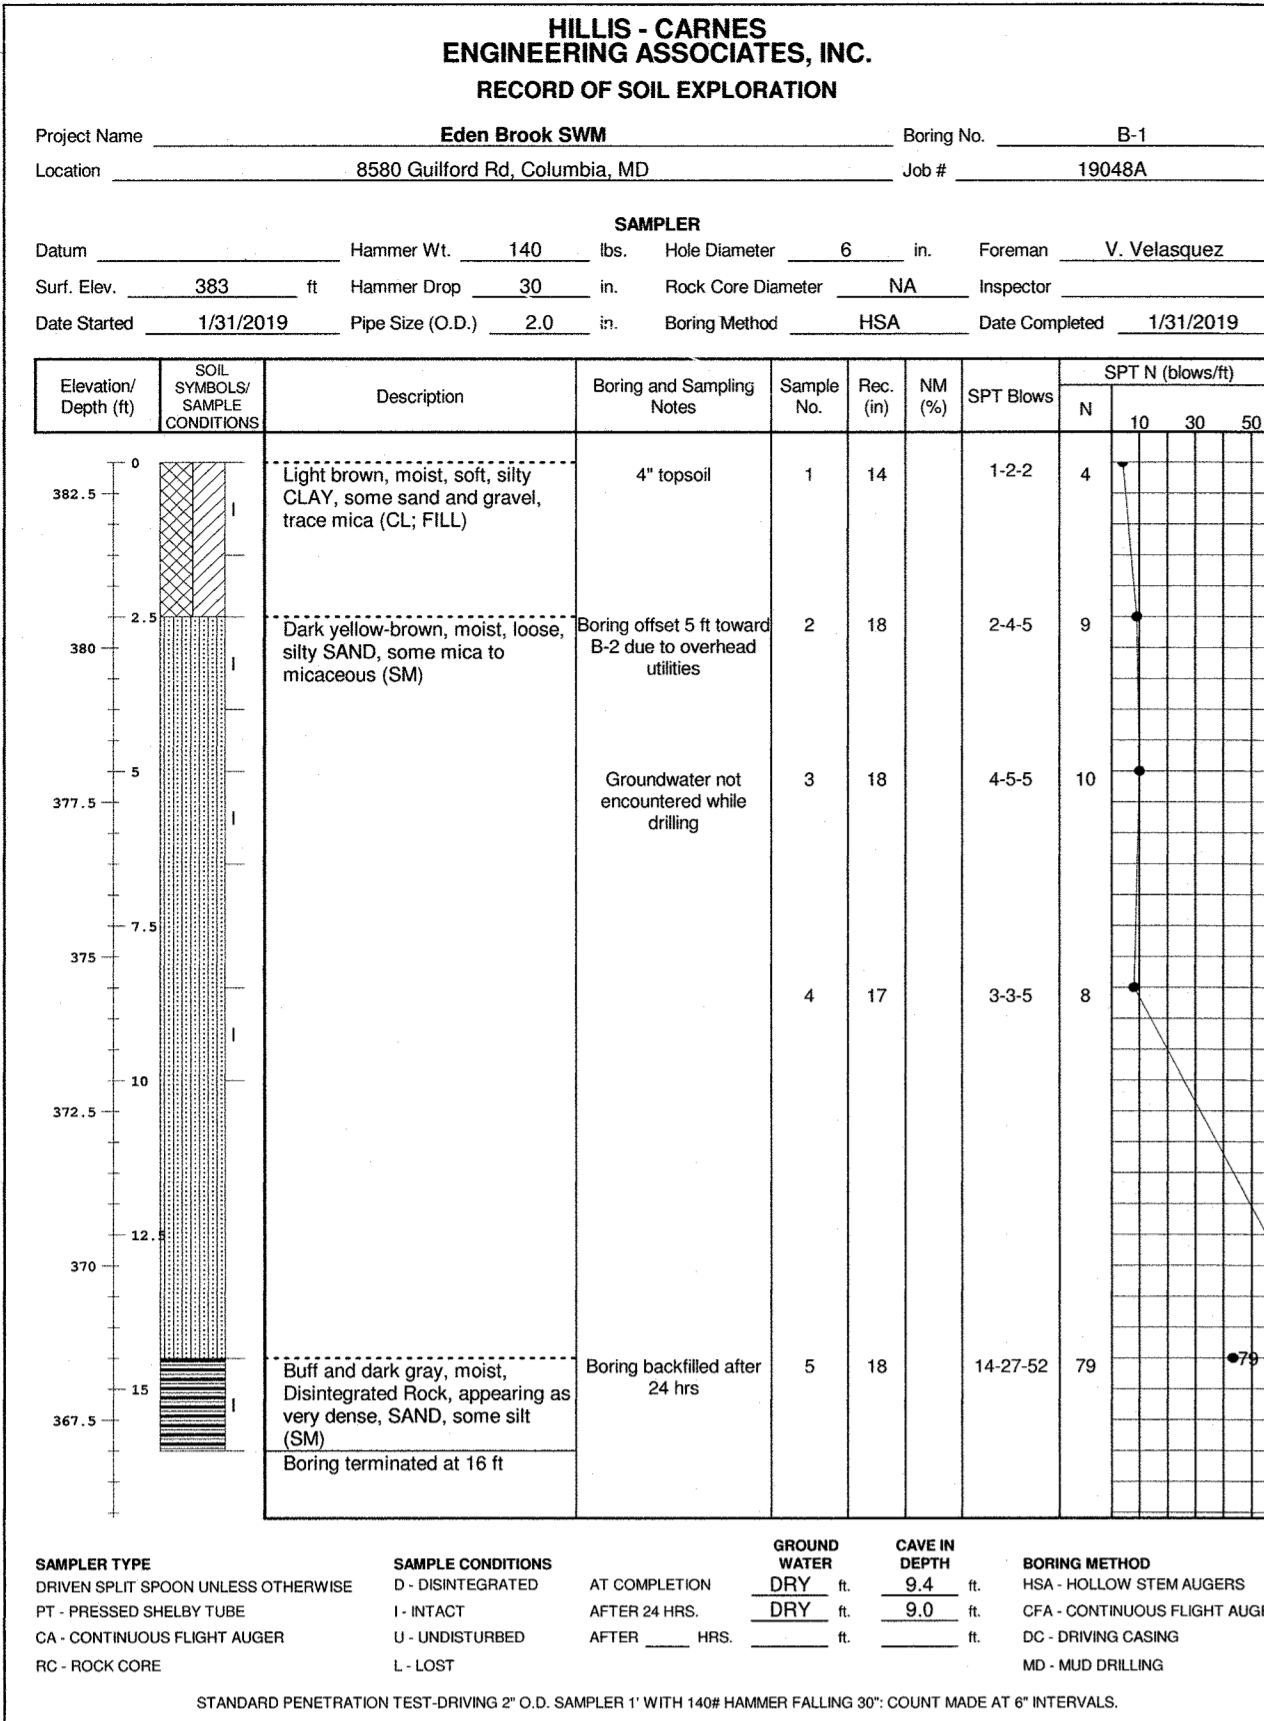 HILLIS - CARNES
ENGINEERING ASSOCIATES, INC.
RECORD OF SOIL EXPLORATION
Project Name Eden Brook SWM Boring No. B-1
Location 8580 Guilford Rd, Columbia, MD Job # 19048A
SAMPLER
Datum Hammer Wt. 140 lbs. Hole Diameter 6 in. Foreman V. Velasquez
Surf. Elev. 383 ft Hammer Drop 30 in. Rock Core Diameter NA Inspector
Date Started 1/31/2019 Pipe Size (O.D.) 2.0 in. Boring Method HSA Date Completed 1/31/2019
Elevation/
Depth (ft)
SOIL
SYMBOLS/
SAMPLE
CONDITIONS
Description
Boring and Sampling
Notes
Sample
No.
Rec.
(in)
NM
(%)
SPT Blows
SPT N (blows/ft)
N
10 30 50
0
382.5
I
Light brown, moist, soft, silty
CLAY, some sand and gravel,
trace mica (CL; FILL)
4" topsoil
1 14 1-2-2 4
2.5
380
I
Dark yellow-brown, moist, loose,
silty SAND, some mica to
micaceous (SM)
Boring offset 5 ft toward
B-2 due to overhead
utilities
2 18 2-4-5 9
5
377.5
I
Groundwater not
encountered while
drilling
3 18 4-5-5 10
7.5
375
I
4 17 3-3-5 8
10
372.5
12.5
370
15
367.5
I
Buff and dark gray, moist,
Disintegrated Rock, appearing as
very dense, SAND, some silt
(SM)
Boring backfilled after
24 hrs
5 18 14-27-52 79
79
Boring terminated at 16 ft
SAMPLER TYPE
DRIVEN SPLIT SPOON UNLESS OTHERWISE
PT - PRESSED SHELBY TUBE
CA - CONTINUOUS FLIGHT AUGER
RC - ROCK CORE
SAMPLE CONDITIONS
D - DISINTEGRATED
I - INTACT
U - UNDISTURBED
L - LOST
GROUND
WATER
CAVE IN
DEPTH
AT COMPLETION DRY ft. 9.4 ft.
AFTER 24 HRS. DRY ft. 9.0 ft.
AFTER HRS. ft. ft.
BORING METHOD
HSA - HOLLOW STEM AUGERS
CFA - CONTINUOUS FLIGHT AUGE
DC - DRIVING CASING
MD - MUD DRILLING
STANDARD PENETRATION TEST-DRIVING 2" O.D. SAMPLER 1' WITH 140# HAMMER FALLING 30": COUNT MADE AT 6" INTERVALS.